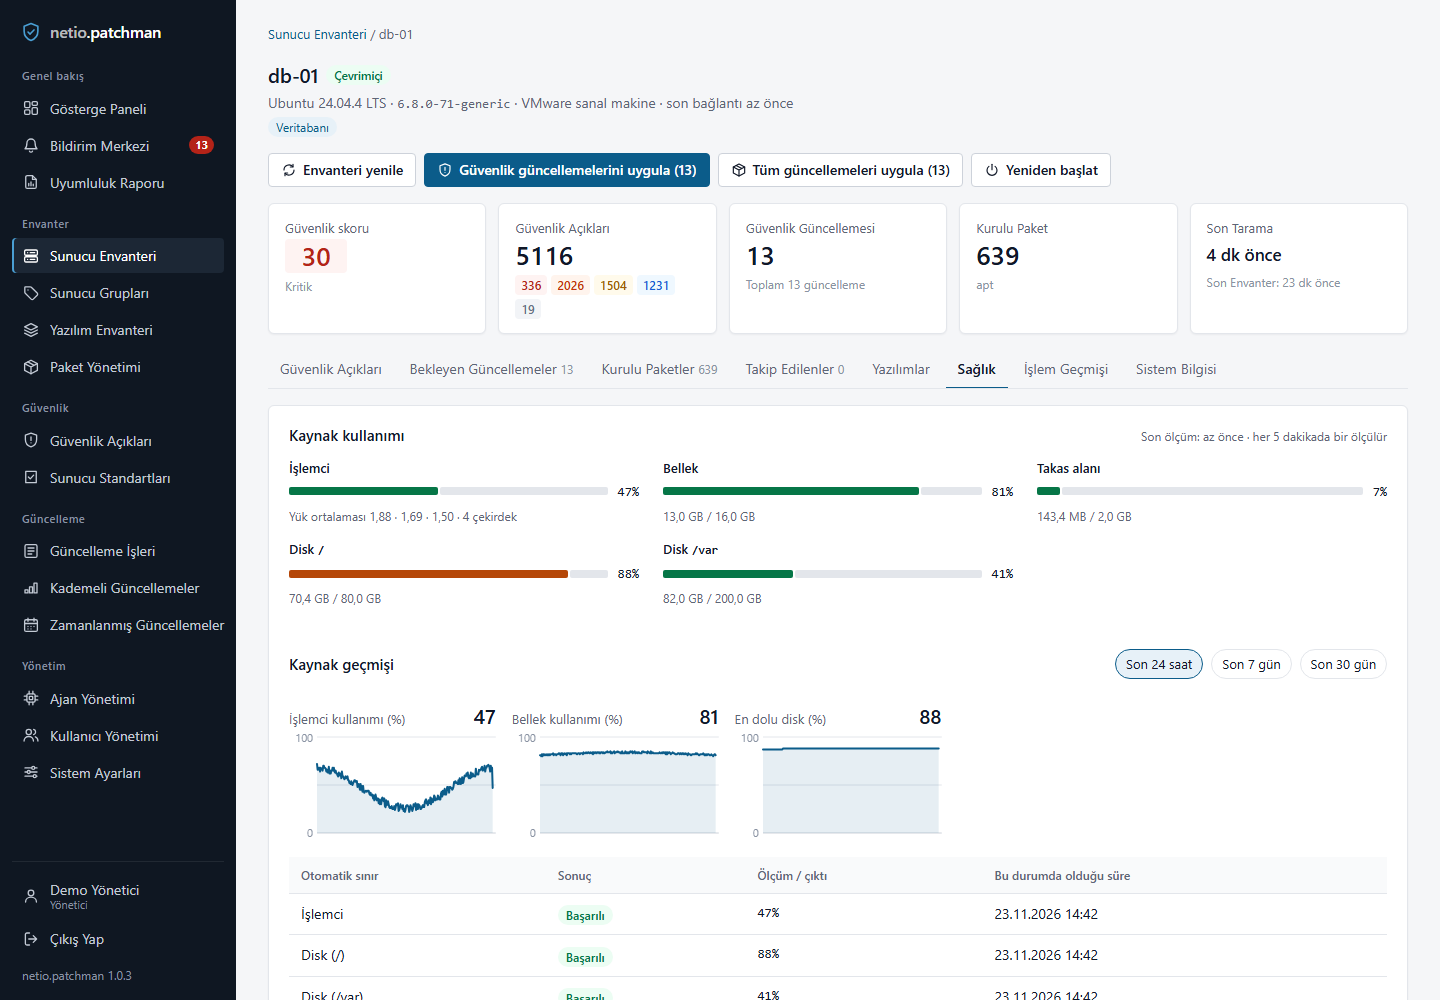 netio.patchman
Genel bakış
Gösterge Paneli
Bildirim Merkezi 13
Uyumluluk Raporu
Envanter
Sunucu Envanteri
Sunucu Grupları
Yazılım Envanteri
Paket Yönetimi
Güvenlik
Güvenlik Açıkları
Sunucu Standartları
Güncelleme
Güncelleme İşleri
Kademeli Güncellemeler
Zamanlanmış Güncellemeler
Yönetim
Ajan Yönetimi
Kullanıcı Yönetimi
Sistem Ayarları
Demo Yönetici
Yönetici
Çıkış Yap
netio.patchman 1.0.3
Sunucu Envanteri / db-01
db-01 Çevrimiçi
Ubuntu 24.04.4 LTS · 6.8.0-71-generic · VMware sanal makine · son bağlantı az önce
Veritabanı
Envanteri yenile
Güvenlik güncellemelerini uygula (13)
Tüm güncellemeleri uygula (13)
Yeniden başlat
Güvenlik skoru
30
Kritik
Güvenlik Açıkları
5116
336 2026 1504 1231
19
Güvenlik Güncellemesi
13
Toplam 13 güncelleme
Kurulu Paket
639
apt
Son Tarama
4 dk önce
Son Envanter: 23 dk önce
Güvenlik Açıkları Bekleyen Güncellemeler 13 Kurulu Paketler 639 Takip Edilenler 0 Yazılımlar Sağlık İşlem Geçmişi Sistem Bilgisi
Kaynak kullanımı
Son ölçüm: az önce · her 5 dakikada bir ölçülür
İşlemci
47%
Yük ortalaması 1,88 · 1,69 · 1,50 · 4 çekirdek
Bellek
81%
13,0 GB / 16,0 GB
Takas alanı
7%
143,4 MB / 2,0 GB
Disk /
88%
70,4 GB / 80,0 GB
Disk /var
41%
82,0 GB / 200,0 GB
Kaynak geçmişi
Son 24 saat Son 7 gün Son 30 gün
İşlemci kullanımı (%) 47
100
0
Bellek kullanımı (%) 81
100
0
En dolu disk (%) 88
100
0
Otomatik sınır Sonuç Ölçüm / çıktı Bu durumda olduğu süre
İşlemci Başarılı 47% 23.11.2026 14:42
Disk (/) Başarılı 88% 23.11.2026 14:42
Disk (/var) Başarılı 41% 23.11.2026 14:42